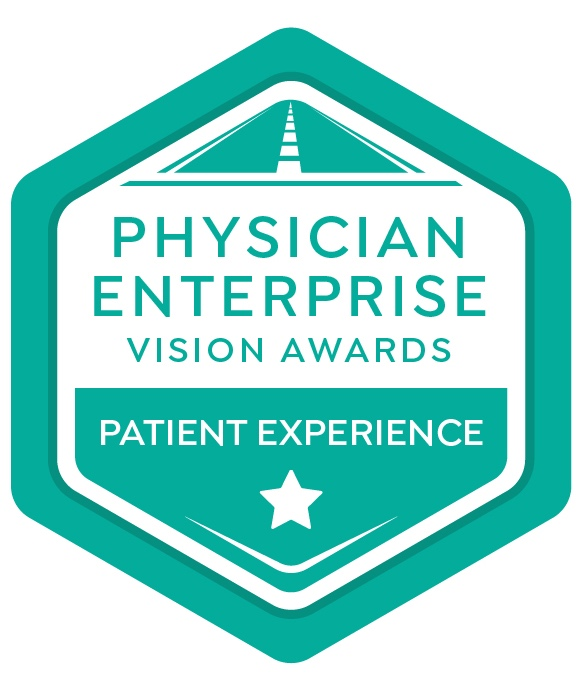 PHYSICIAN
ENTERPRISE
VISION AWARDS
PATIENT EXPERIENCE